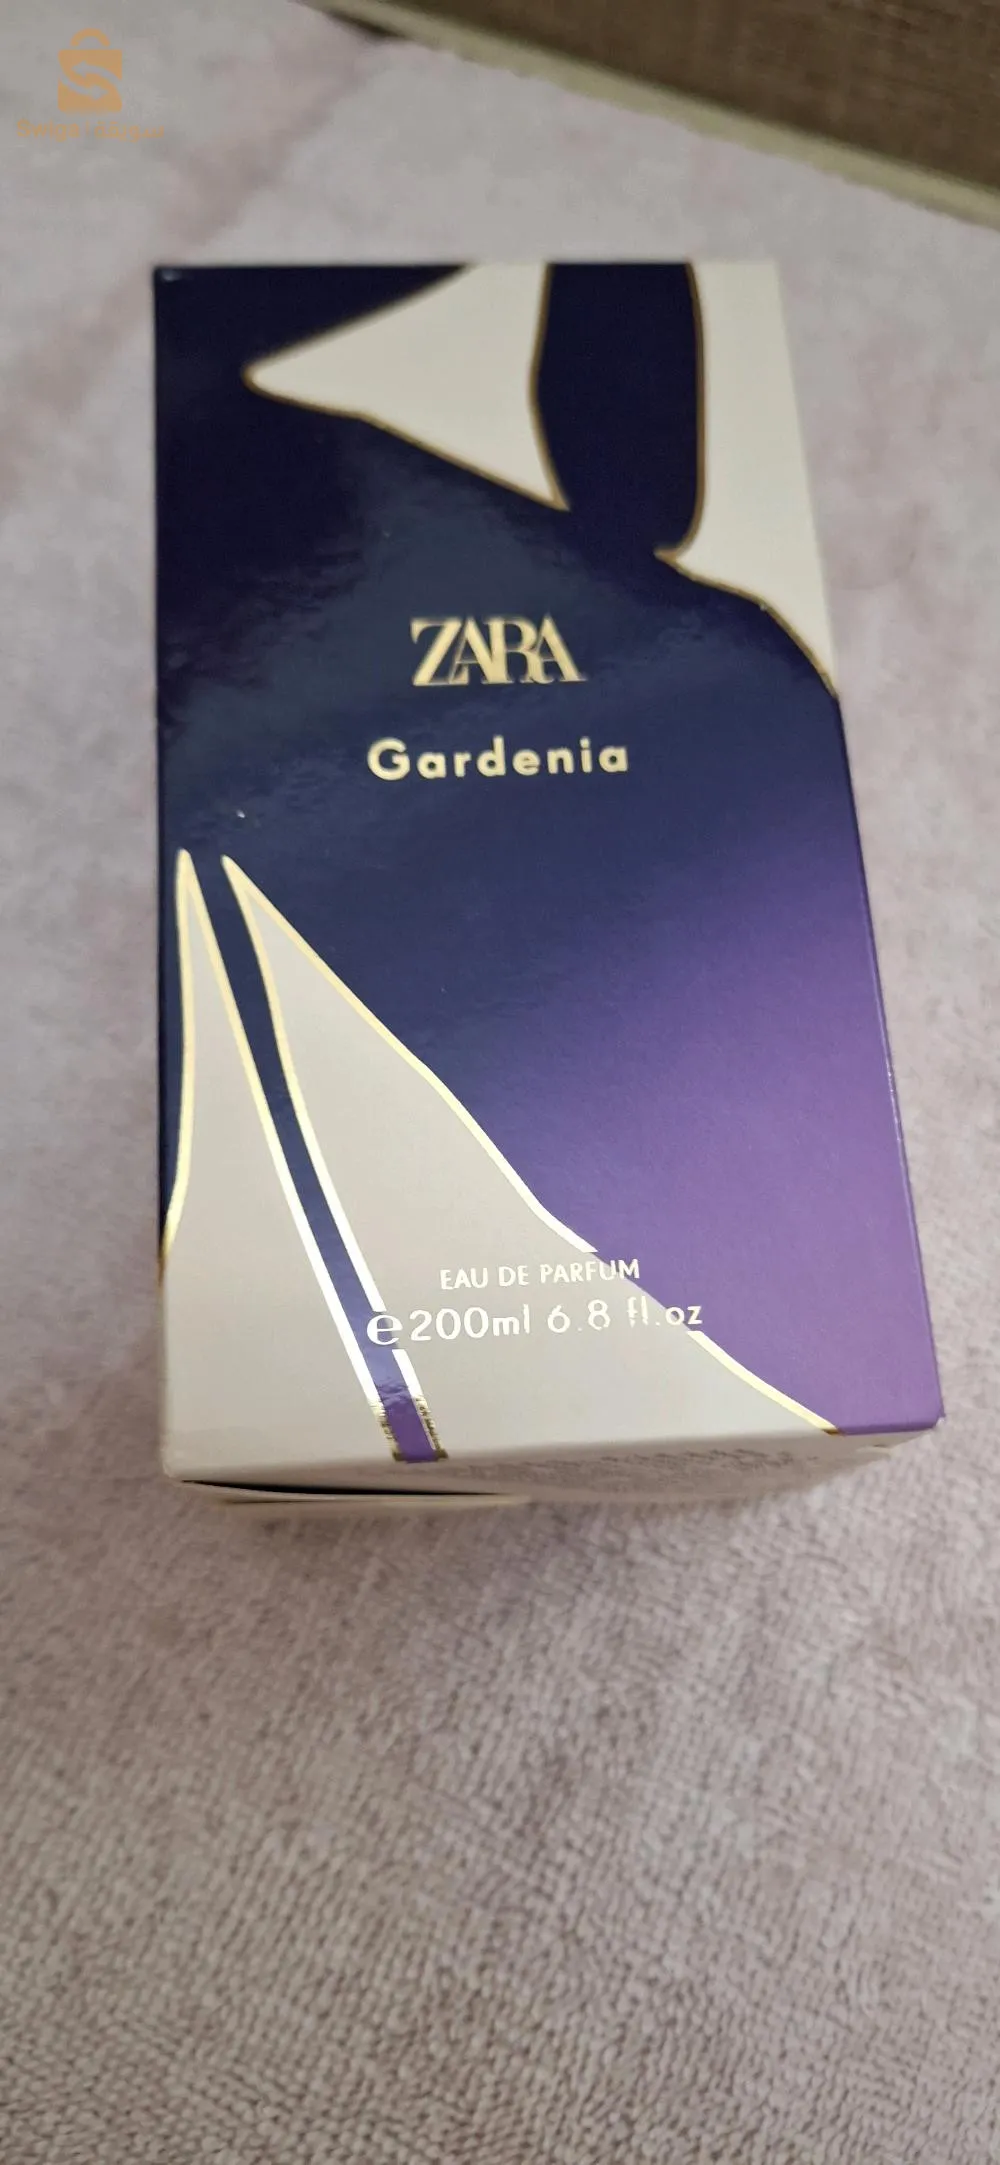 ZARA
Gardenia
EAU DE PARFUM
e 200ml 6.8 fl.oz